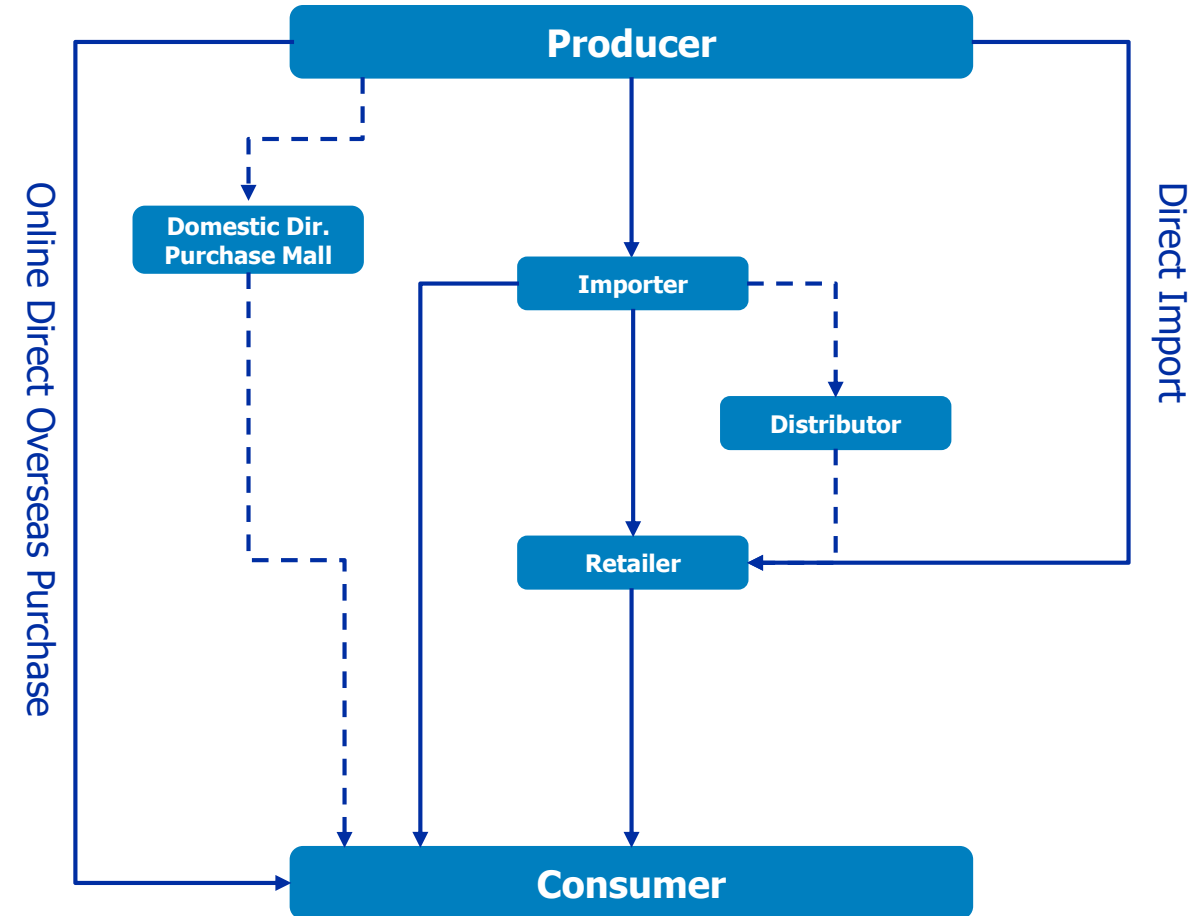 Producer
Online Direct Overseas Purchase
Domestic Dir.
Purchase Mall
Importer
Direct Import
Distributor
Retailer
Consumer